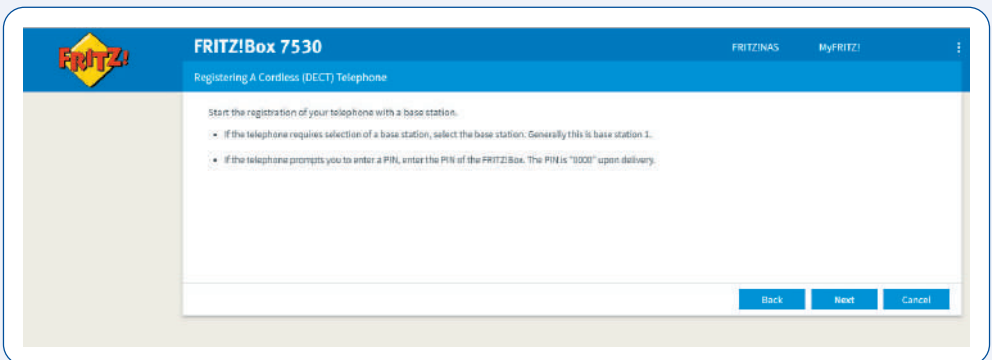 FRITZ!
FRITZ!Box 7530
FRITZ!NAS
MyFRITZ!
Registering A Cordless (DECT) Telephone
Start the registration of your telephone with a base station.
• If the telephone requires selection of a base station, select the base station. Generally this is base station 1.
• If the telephone prompts you to enter a PIN, enter the PIN of the FRITZ!Box. The PIN is "0000" upon delivery.
Back
Next
Cancel